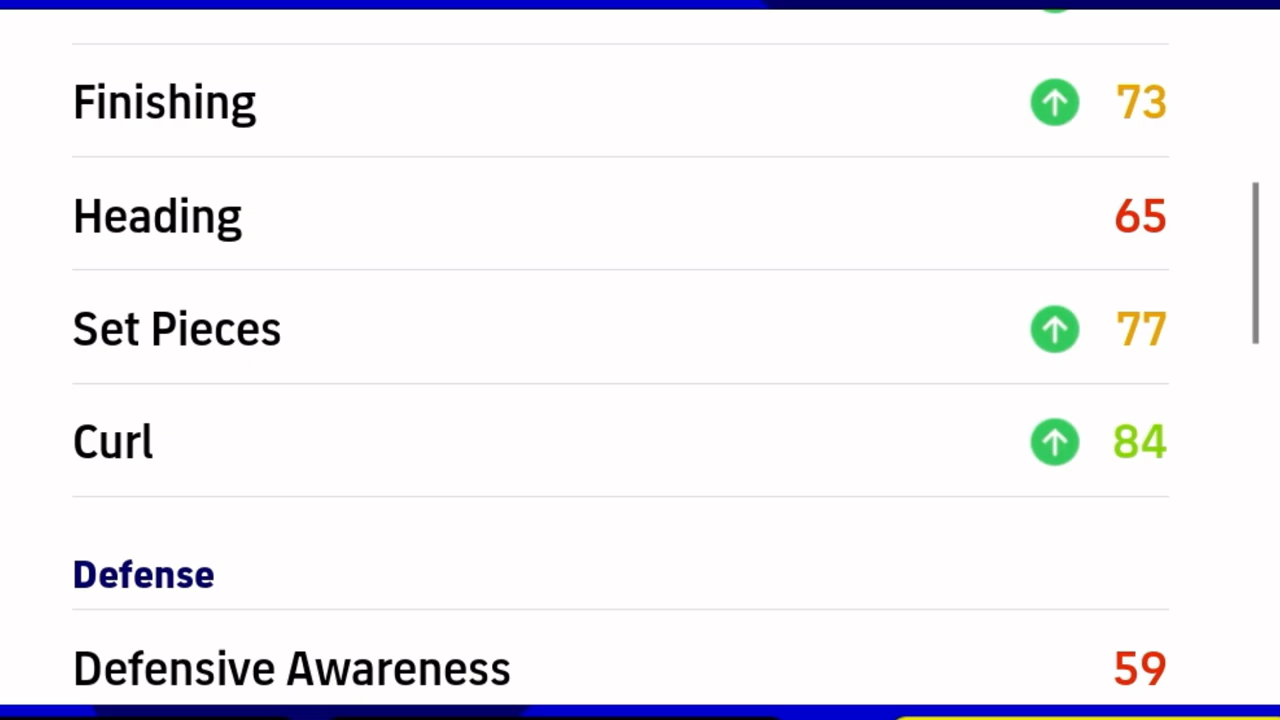 Finishing 73
Heading 65
Set Pieces 77
Curl 84
Defense
Defensive Awareness 59